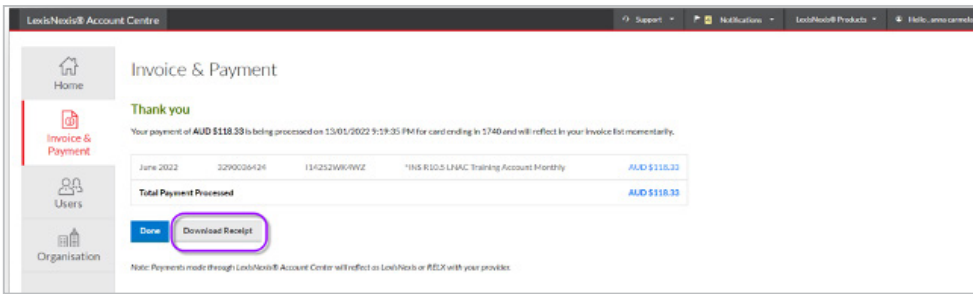 LexisNexis® Account Centre
Support
Notifications
LexisNexis® Products
Hello, anna carmela
Home
Invoice &
Payment
Users
Organisation
Invoice & Payment
Thank you
Your payment of AUD $118.33 is being processed on 13/01/2022 9:19:35 PM for card ending in 1740 and will reflect in your invoice list momentarily.
June 2022 3290036424 *INS R10.5 LNAC Training Account Monthly AUD $118.33
Total Payment Processed AUD $118.33
Done Download Receipt
Note: Payments made through LexisNexis® Account Center will reflect as LexisNexis or RELX with your provider.